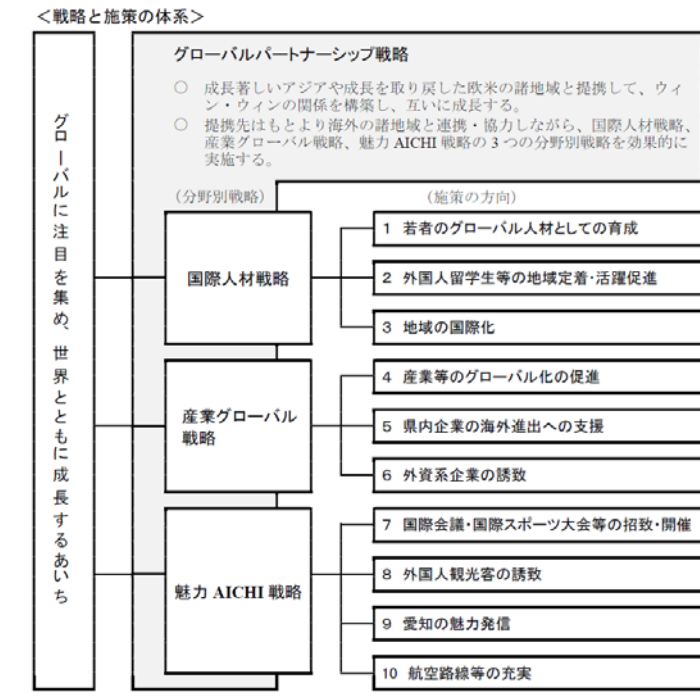 ＜戦略と施策の体系＞
グローバルに注目を集め、世界とともに成長するあいち
グローバルパートナーシップ戦略
○ 成長著しいアジアや成長を取り戻した欧米の諸地域と提携して、ウィ
ン・ウィンの関係を構築し、互いに成長する。
○ 提携先はもとより海外の諸地域と連携・協力しながら、国際人材戦略、
産業グローバル戦略、魅力 AICHI 戦略の 3 つの分野別戦略を効果的に
実施する。
（分野別戦略）
（施策の方向）
国際人材戦略
1 若者のグローバル人材としての育成
2 外国人留学生等の地域定着・活躍促進
3 地域の国際化
産業グローバル
戦略
4 産業等のグローバル化の促進
5 県内企業の海外進出への支援
6 外資系企業の誘致
魅力 AICHI 戦略
7 国際会議・国際スポーツ大会等の招致・開催
8 外国人観光客の誘致
9 愛知の魅力発信
10 航空路線等の充実